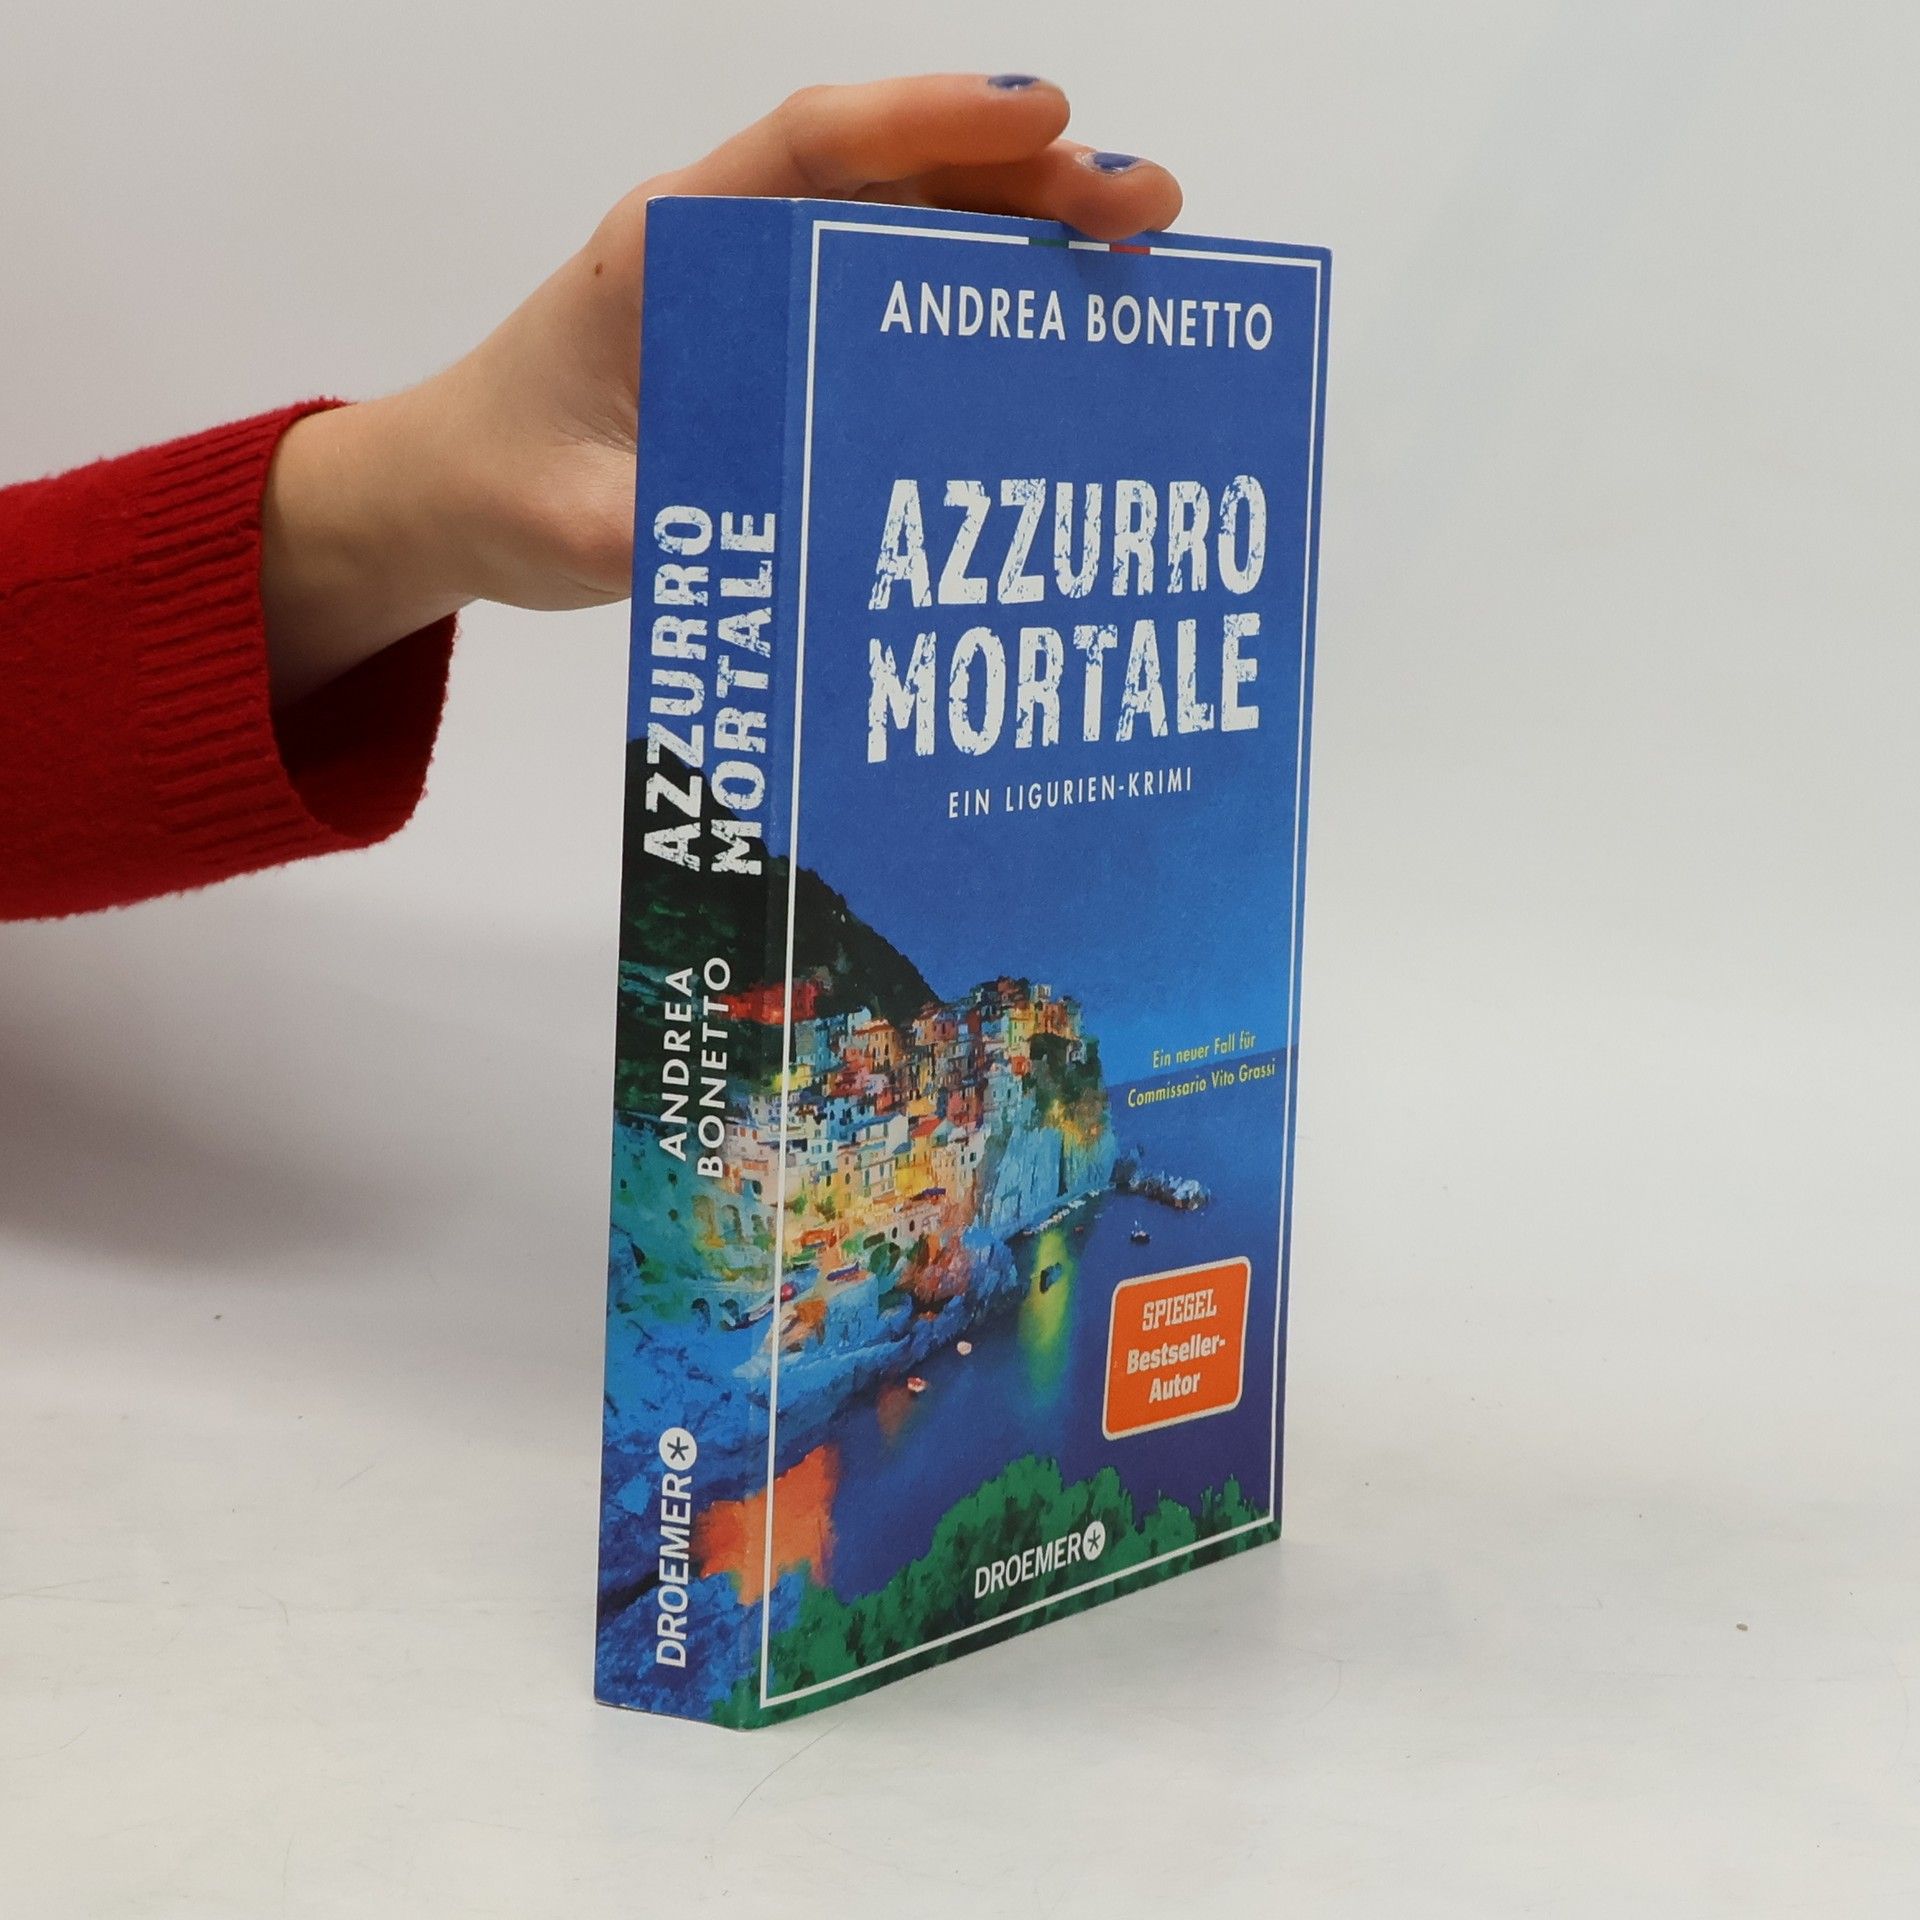 AZZURRO
MORTALE
ANDREA
BONETTO
DROEMER
ANDREA BONETTO
AZZURRO
MORTALE
EIN LIGURIEN-KRIMI
Ein neuer Fall für
Commissario Vito Grassi
SPIEGEL
Bestseller-
Autor
DROEMER